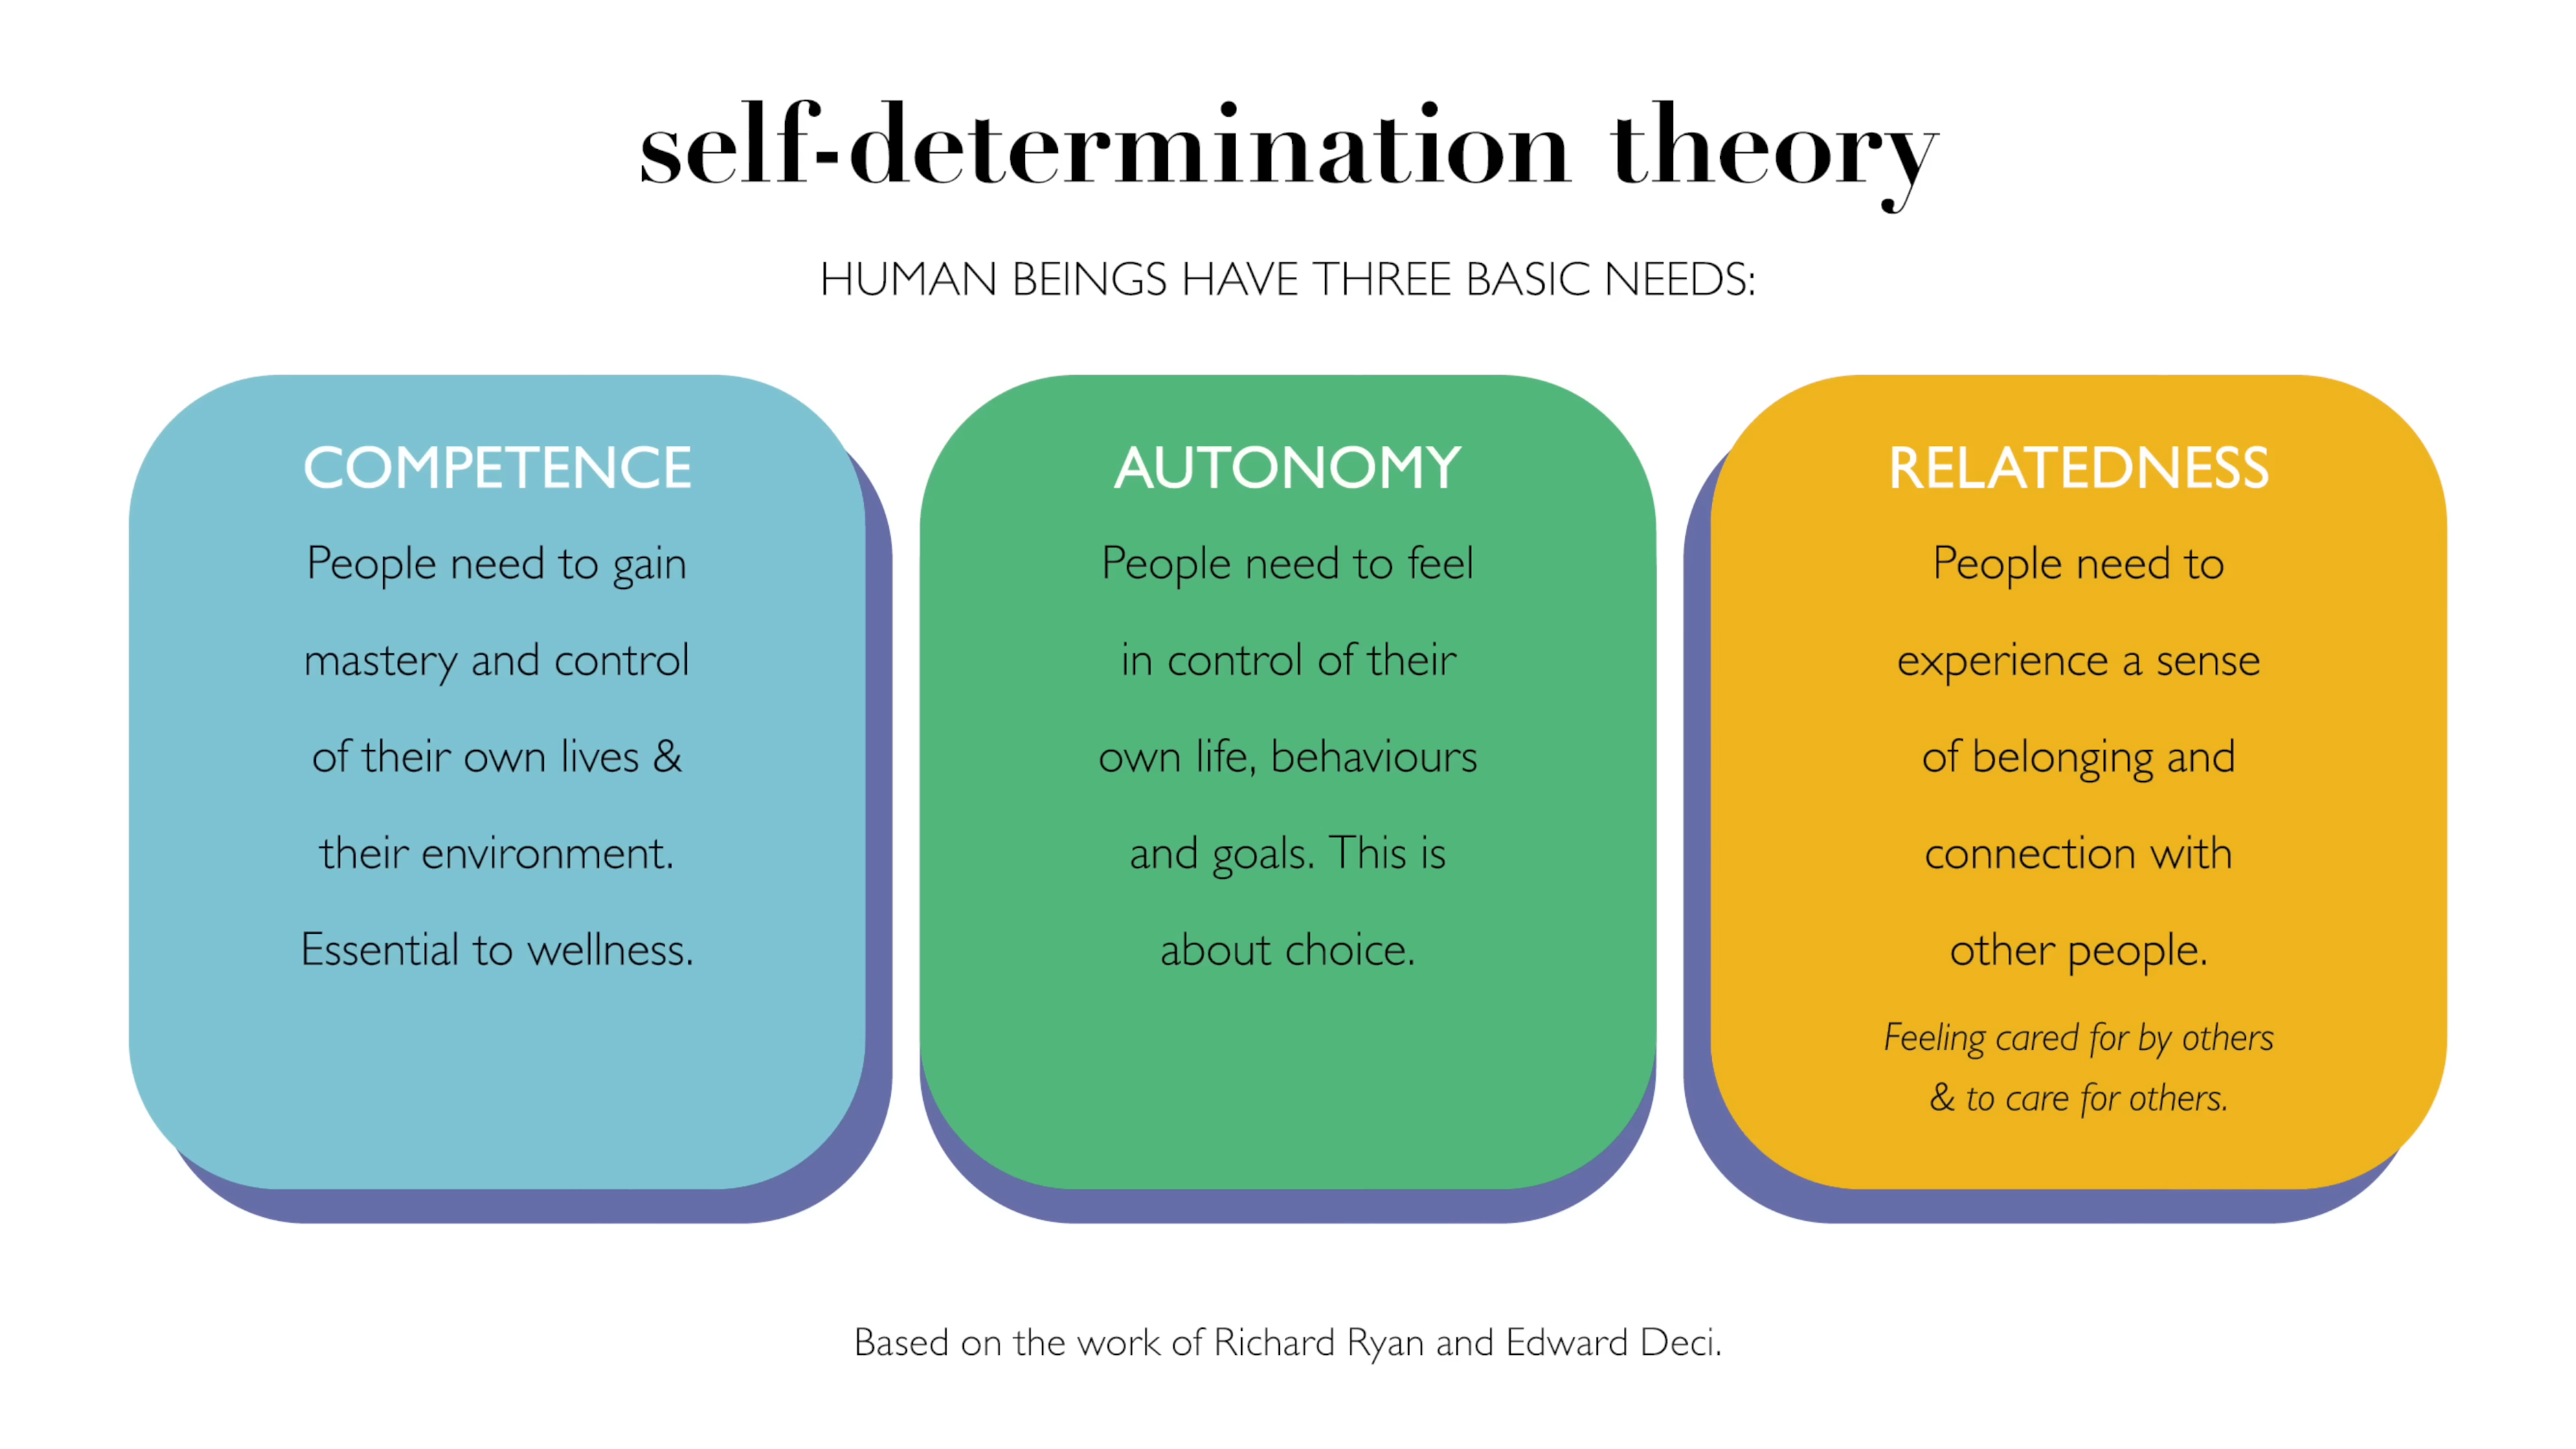 self-determination theory
HUMAN BEINGS HAVE THREE BASIC NEEDS:
COMPETENCE
People need to gain
mastery and control
of their own lives &
their environment.
Essential to wellness.
AUTONOMY
People need to feel
in control of their
own life, behaviours
and goals. This is
about choice.
RELATEDNESS
People need to
experience a sense
of belonging and
connection with
other people.
Feeling cared for by others
& to care for others.
Based on the work of Richard Ryan and Edward Deci.